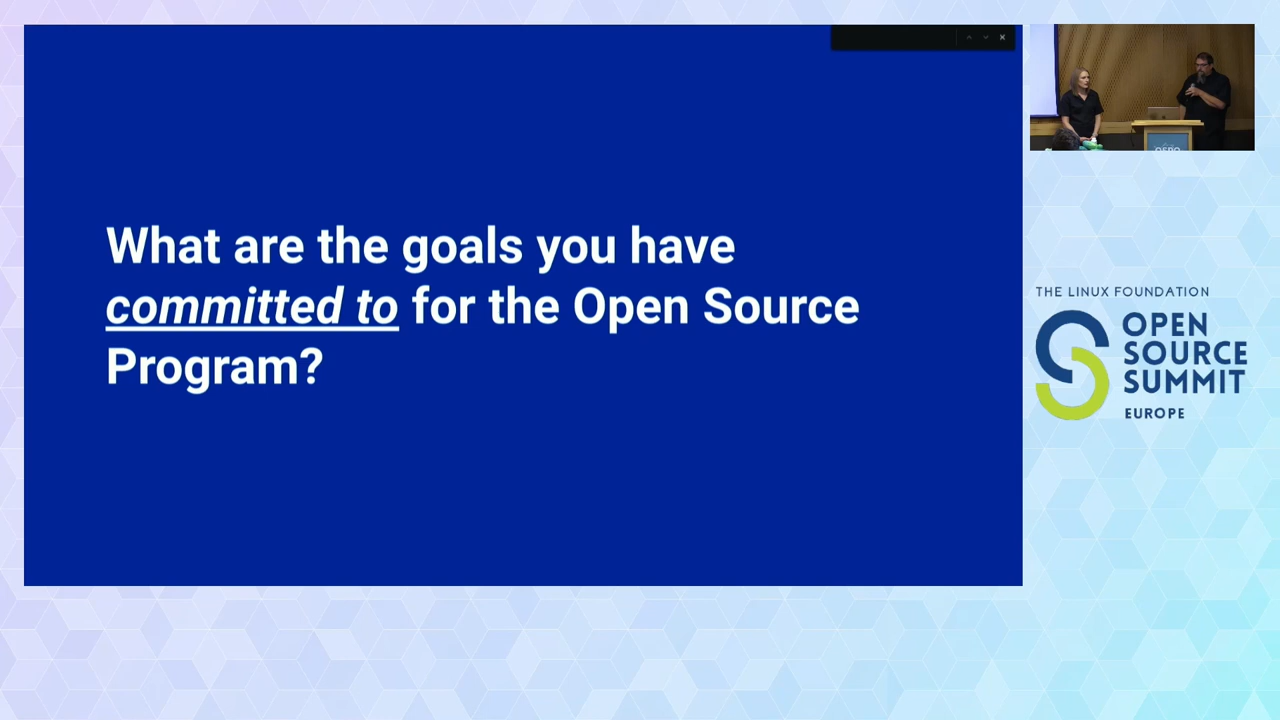 What are the goals you have
committed to for the Open Source
Program?
OSPO
THE LINUX FOUNDATION
OPEN
SOURCE
SUMMIT
EUROPE